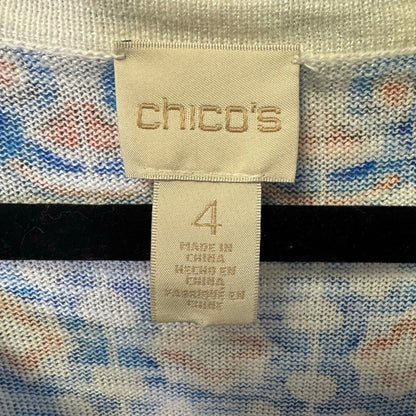 chico's
4
MADE IN
CHINA
HECHO EN
CHINA
FABRIQUÉ EN
CHINE